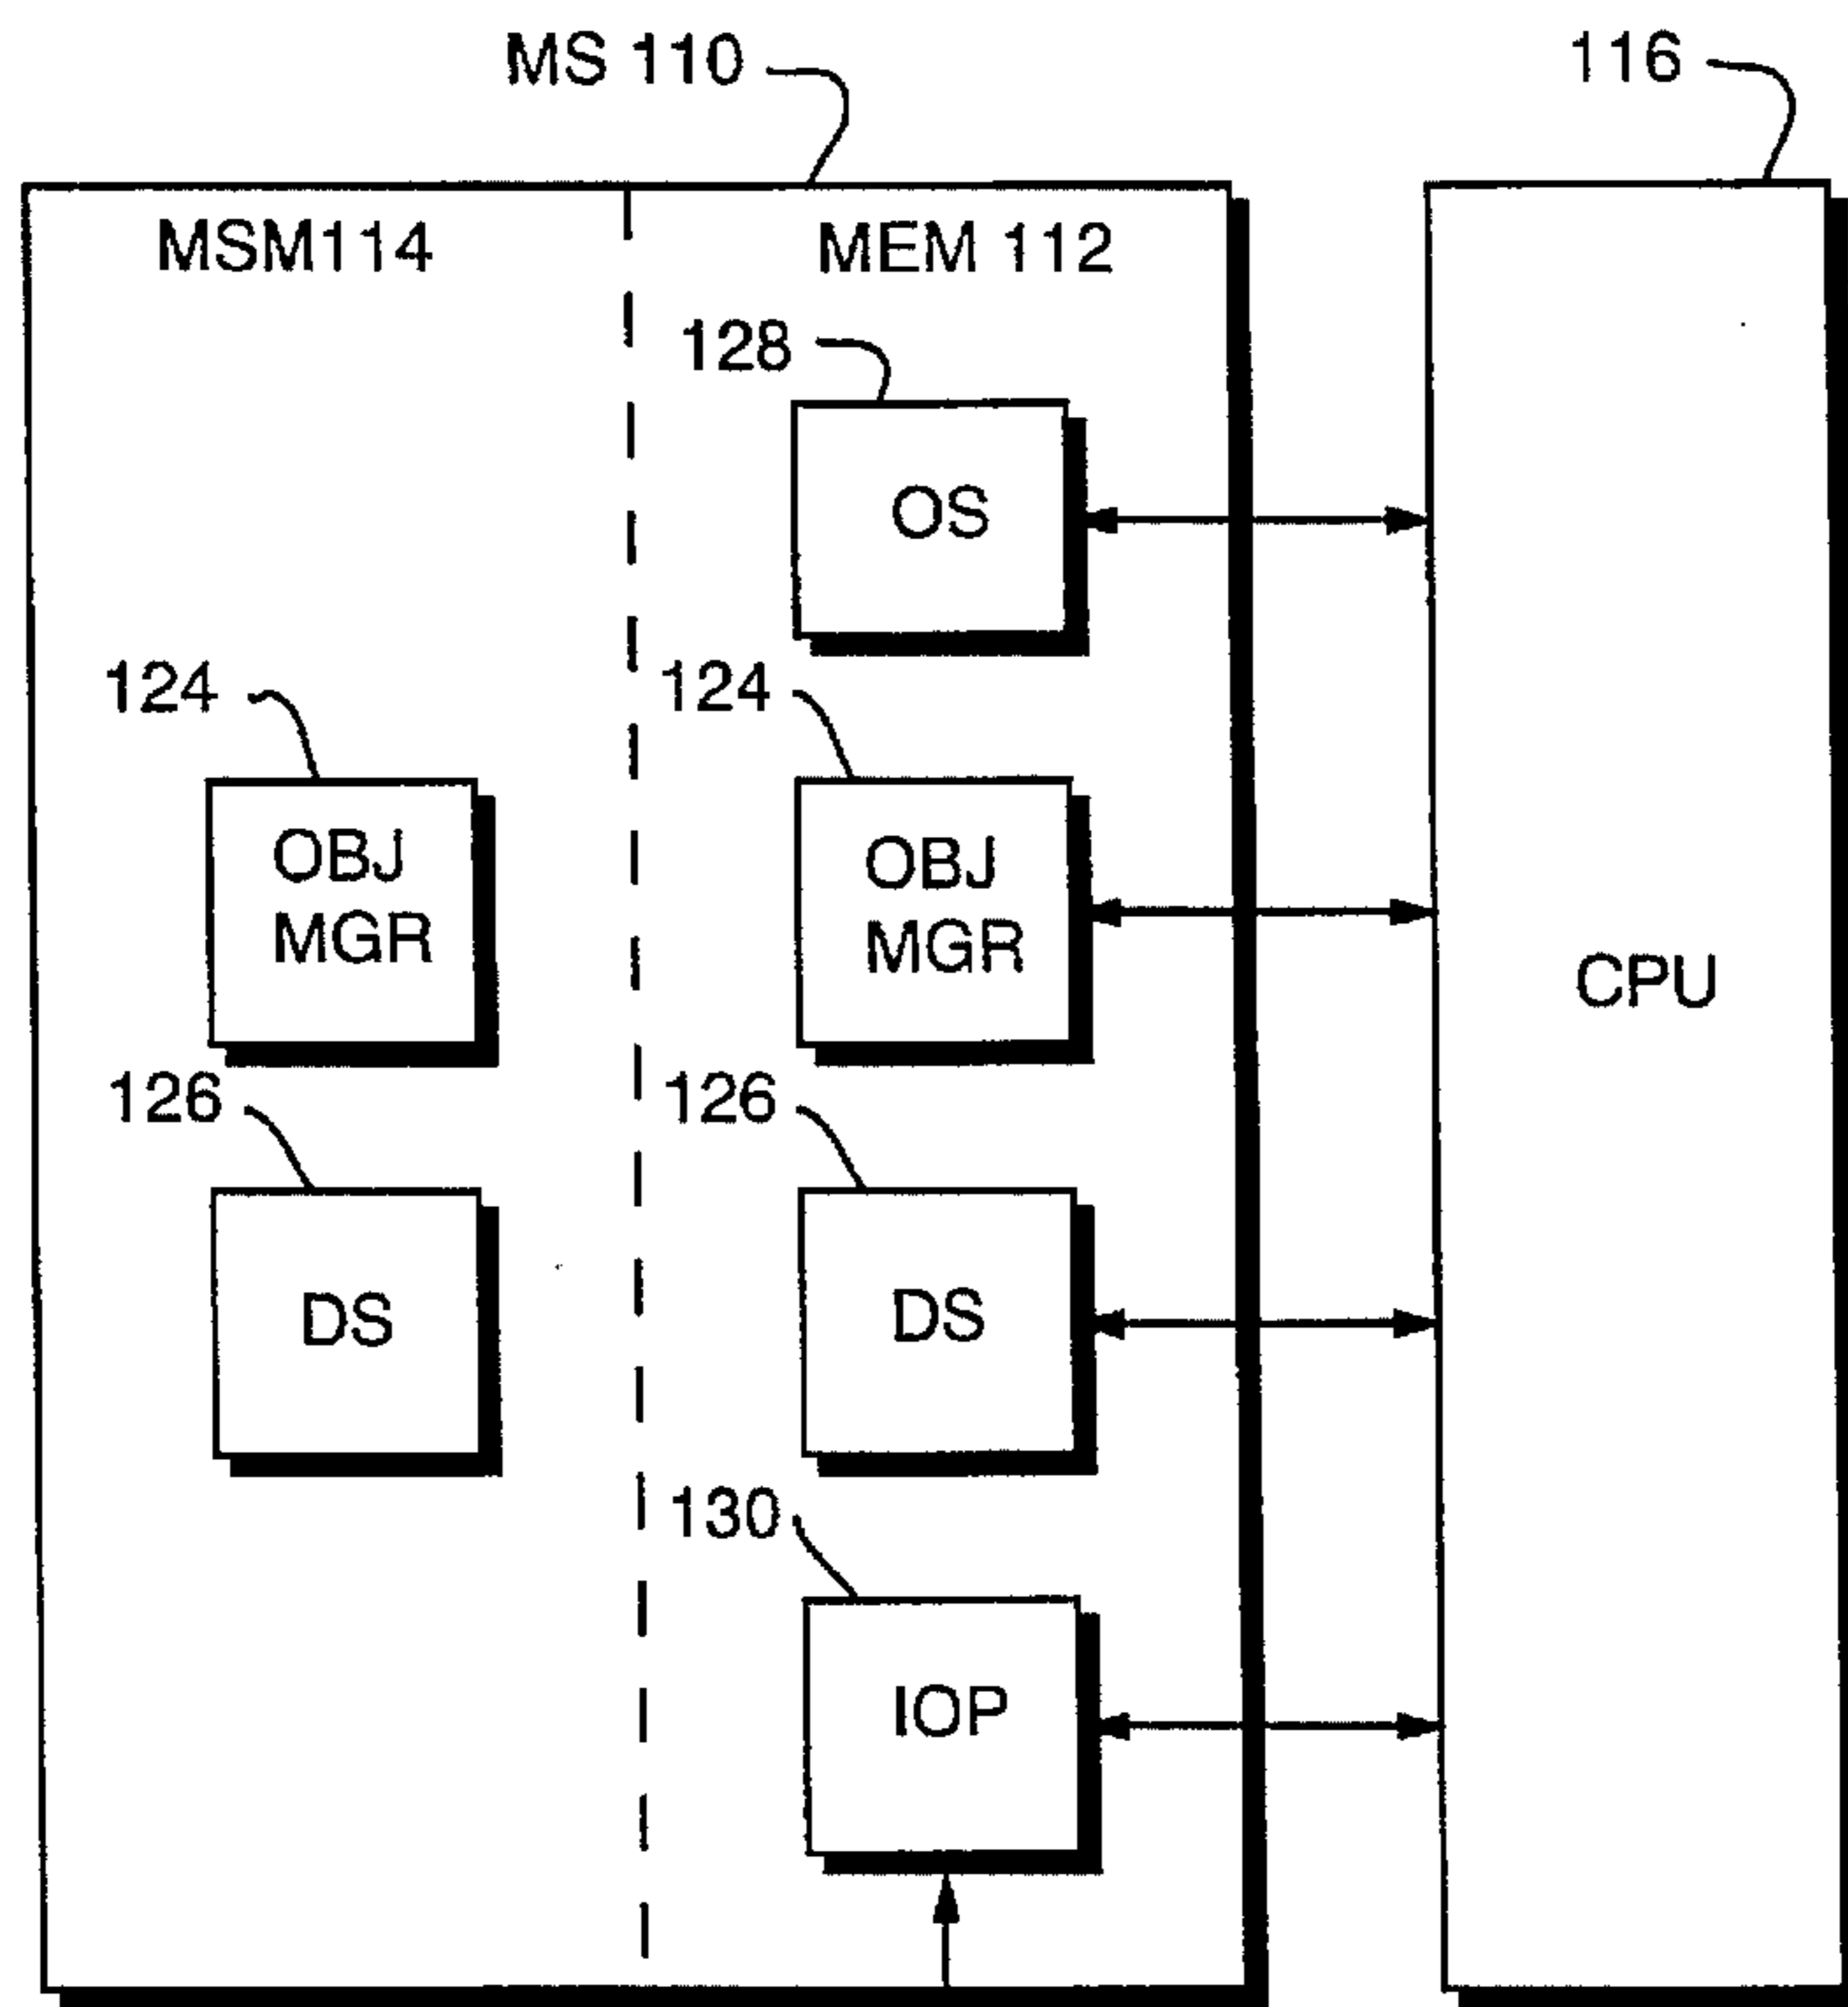 MS 110
116
MSM114
MEM 112
128
OS
124
124
OBJ
MGR
OBJ
MGR
CPU
126
126
DS
DS
130
IOP